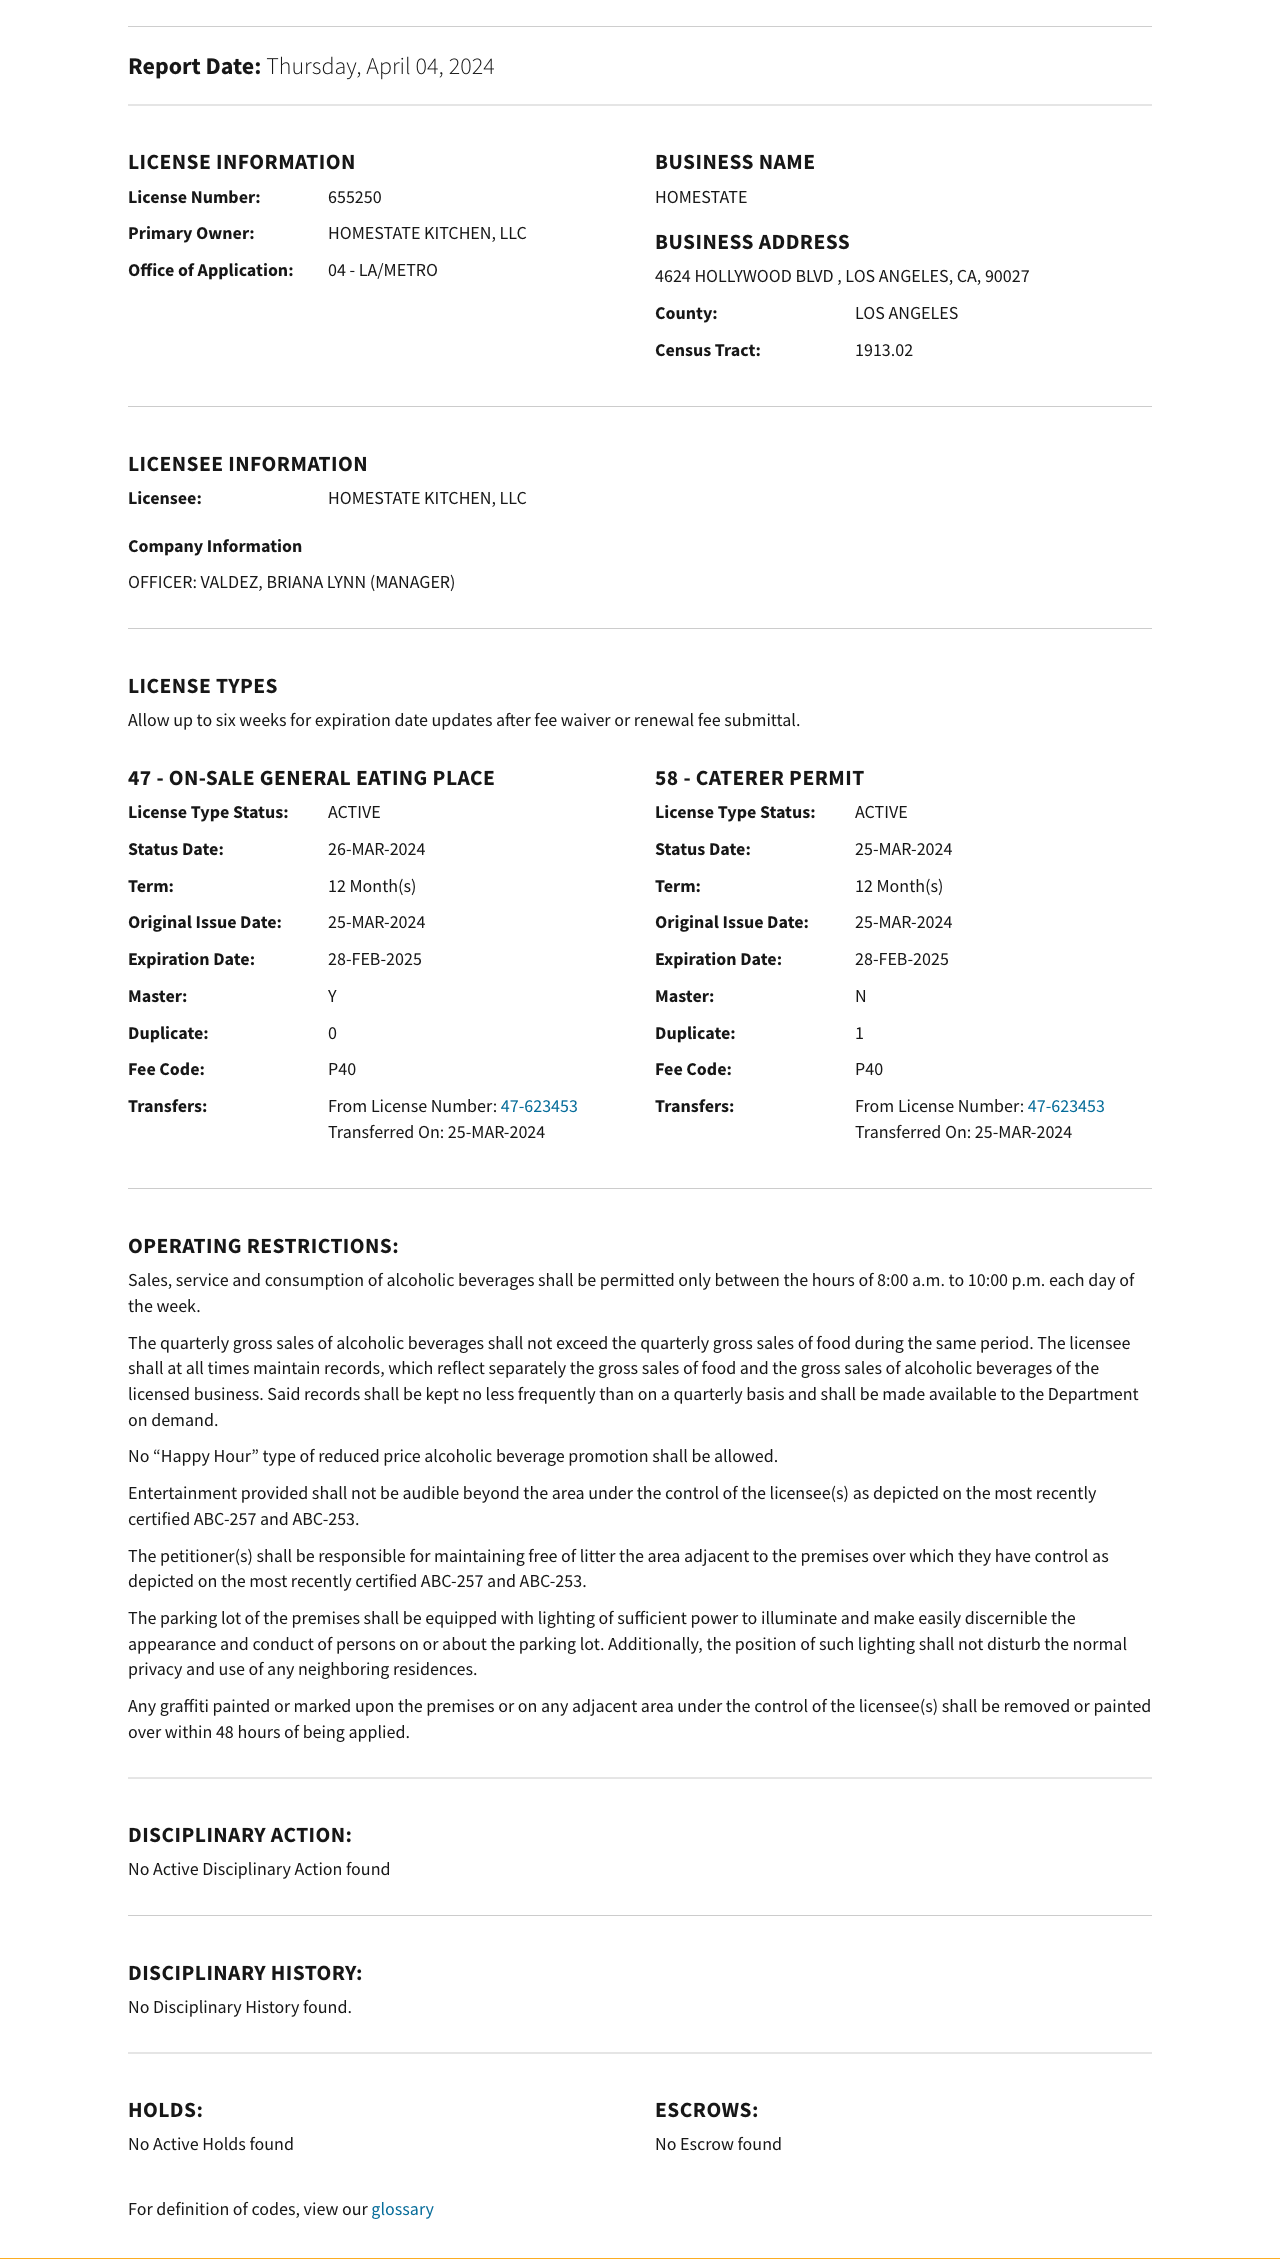 Report Date: Thursday, April 04, 2024
LICENSE INFORMATION
License Number: 655250
Primary Owner: HOMESTATE KITCHEN, LLC
Office of Application: 04 - LA/METRO
BUSINESS NAME
HOMESTATE
BUSINESS ADDRESS
4624 HOLLYWOOD BLVD , LOS ANGELES, CA, 90027
County: LOS ANGELES
Census Tract: 1913.02
LICENSEE INFORMATION
Licensee: HOMESTATE KITCHEN, LLC
Company Information
OFFICER: VALDEZ, BRIANA LYNN (MANAGER)
LICENSE TYPES
Allow up to six weeks for expiration date updates after fee waiver or renewal fee submittal.
47 - ON-SALE GENERAL EATING PLACE
License Type Status: ACTIVE
Status Date: 26-MAR-2024
Term: 12 Month(s)
Original Issue Date: 25-MAR-2024
Expiration Date: 28-FEB-2025
Master: Y
Duplicate: 0
Fee Code: P40
Transfers: From License Number: 47-623453
Transferred On: 25-MAR-2024
58 - CATERER PERMIT
License Type Status: ACTIVE
Status Date: 25-MAR-2024
Term: 12 Month(s)
Original Issue Date: 25-MAR-2024
Expiration Date: 28-FEB-2025
Master: N
Duplicate: 1
Fee Code: P40
Transfers: From License Number: 47-623453
Transferred On: 25-MAR-2024
OPERATING RESTRICTIONS:
Sales, service and consumption of alcoholic beverages shall be permitted only between the hours of 8:00 a.m. to 10:00 p.m. each day of
the week.
The quarterly gross sales of alcoholic beverages shall not exceed the quarterly gross sales of food during the same period. The licensee
shall at all times maintain records, which reflect separately the gross sales of food and the gross sales of alcoholic beverages of the
licensed business. Said records shall be kept no less frequently than on a quarterly basis and shall be made available to the Department
on demand.
No “Happy Hour” type of reduced price alcoholic beverage promotion shall be allowed.
Entertainment provided shall not be audible beyond the area under the control of the licensee(s) as depicted on the most recently
certified ABC-257 and ABC-253.
The petitioner(s) shall be responsible for maintaining free of litter the area adjacent to the premises over which they have control as
depicted on the most recently certified ABC-257 and ABC-253.
The parking lot of the premises shall be equipped with lighting of sufficient power to illuminate and make easily discernible the
appearance and conduct of persons on or about the parking lot. Additionally, the position of such lighting shall not disturb the normal
privacy and use of any neighboring residences.
Any graffiti painted or marked upon the premises or on any adjacent area under the control of the licensee(s) shall be removed or painted
over within 48 hours of being applied.
DISCIPLINARY ACTION:
No Active Disciplinary Action found
DISCIPLINARY HISTORY:
No Disciplinary History found.
HOLDS:
No Active Holds found
ESCROWS:
No Escrow found
For definition of codes, view our glossary